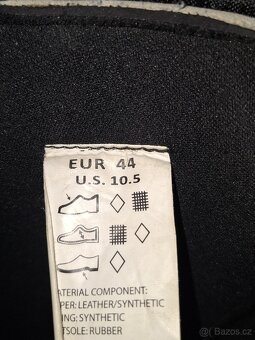 EUR 44
U.S. 10.5
ATERIAL COMPONENT:
PER: LEATHER/SYNTHETIC
ING: SYNTHETIC
TSOLE: RUBBER
Bazos.cz